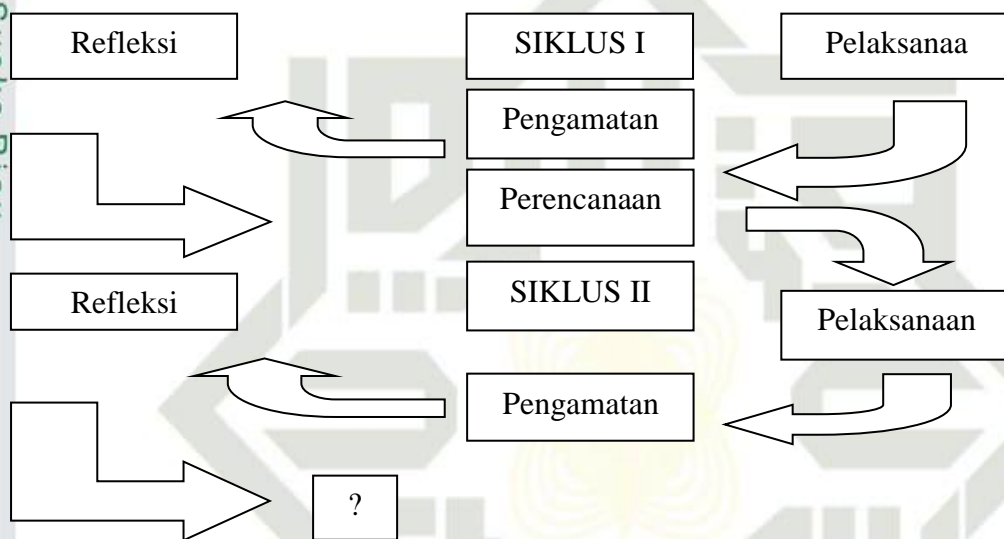 Refleksi
SIKLUS I
Pelaksanaa
Pengamatan
Perencanaan
Refleksi
SIKLUS II
Pelaksanaan
Pengamatan
?